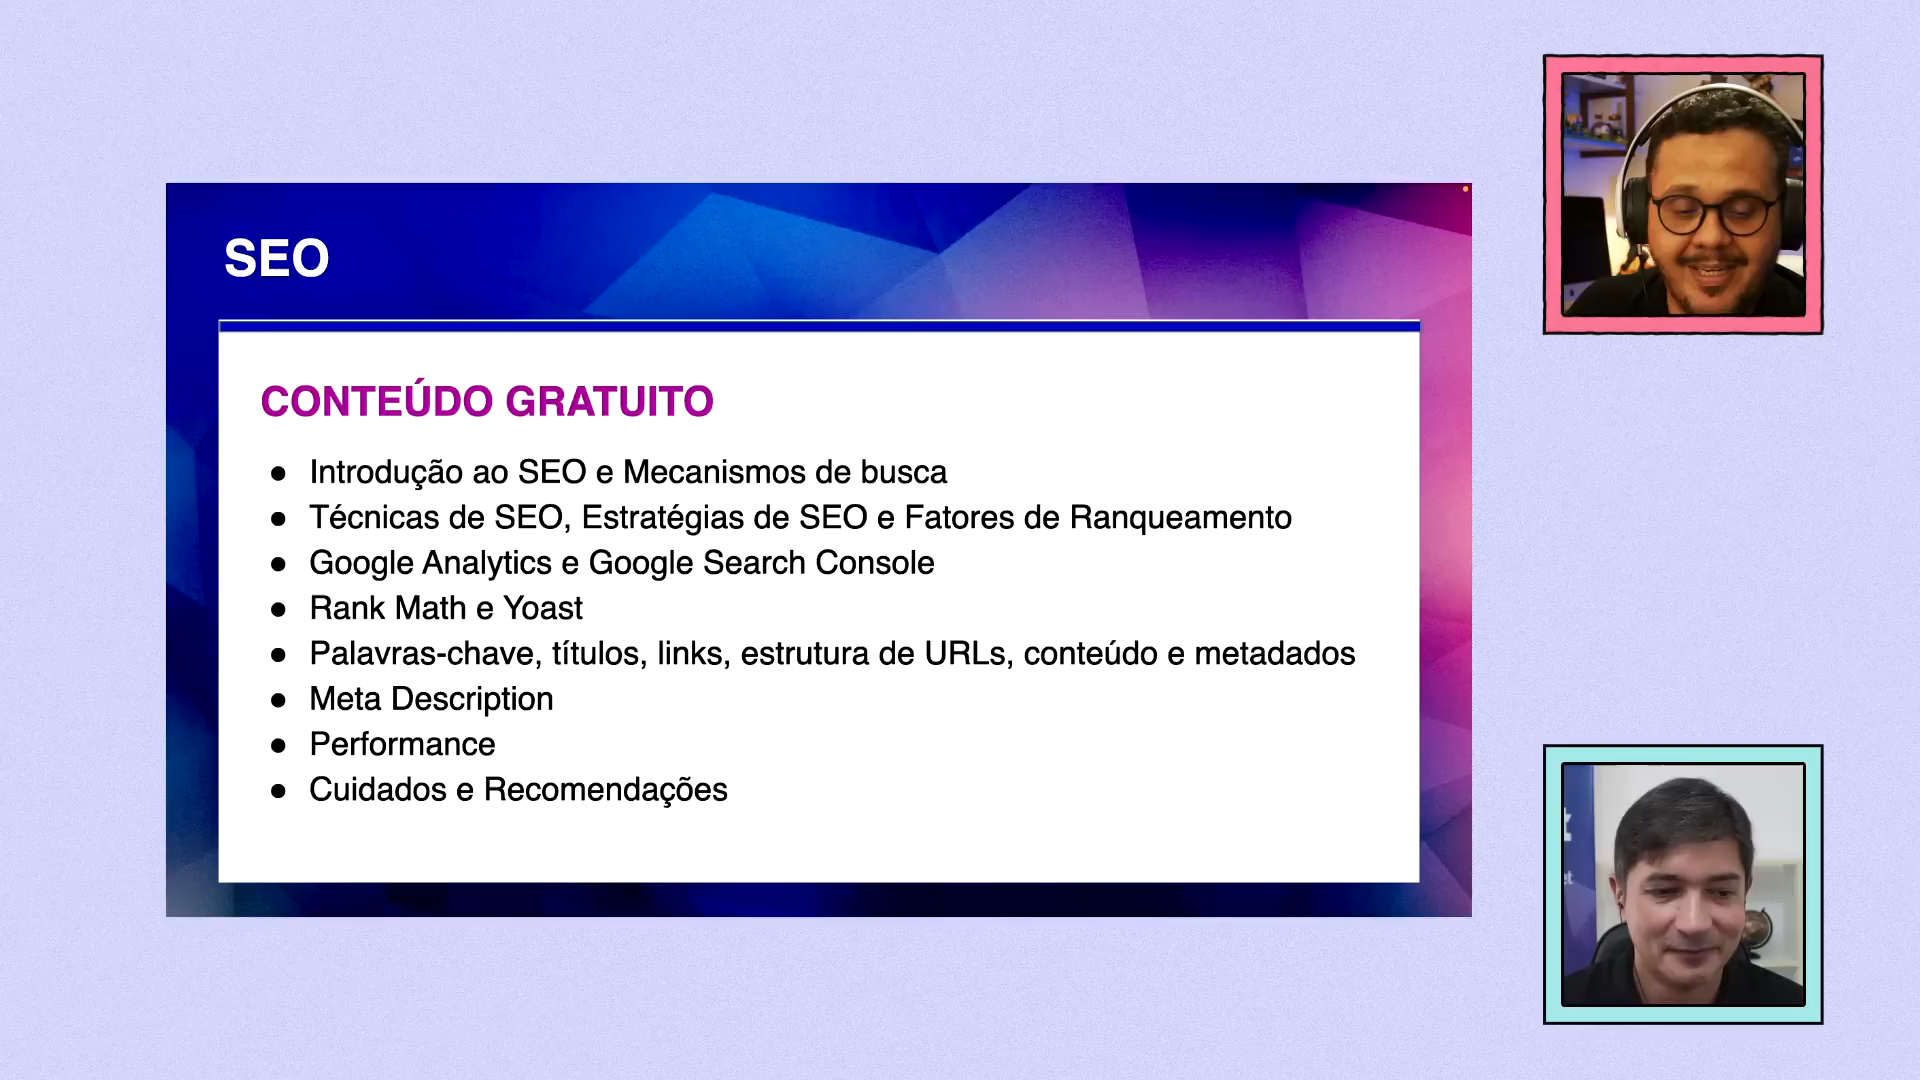 SEO
CONTEÚDO GRATUITO
● Introdução ao SEO e Mecanismos de busca
● Técnicas de SEO, Estratégias de SEO e Fatores de Ranqueamento
● Google Analytics e Google Search Console
● Rank Math e Yoast
● Palavras-chave, títulos, links, estrutura de URLs, conteúdo e metadados
● Meta Description
● Performance
● Cuidados e Recomendações